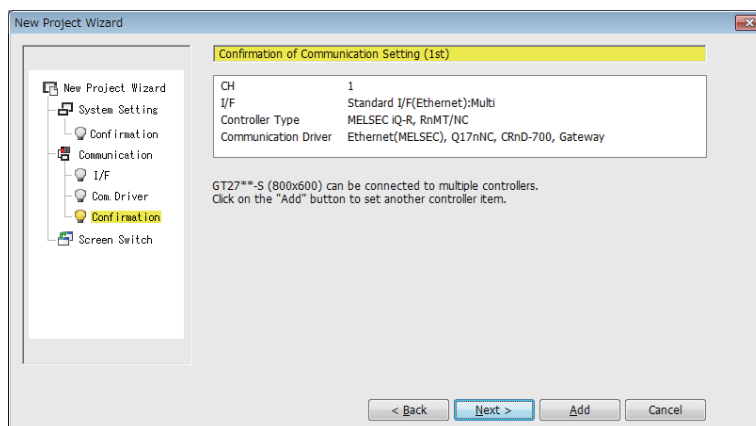 New Project Wizard
New Project Wizard
System Setting
Confirmation
Communication
I/F
Com. Driver
Confirmation
Screen Switch
Confirmation of Communication Setting (1st)
CH 1
I/F Standard I/F(Ethernet):Multi
Controller Type MELSEC iQ-R, RnMT/NC
Communication Driver Ethernet(MELSEC), Q17nNC, CRnD-700, Gateway
GT27**-S (800x600) can be connected to multiple controllers.
Click on the "Add" button to set another controller item.
< Back Next > Add Cancel